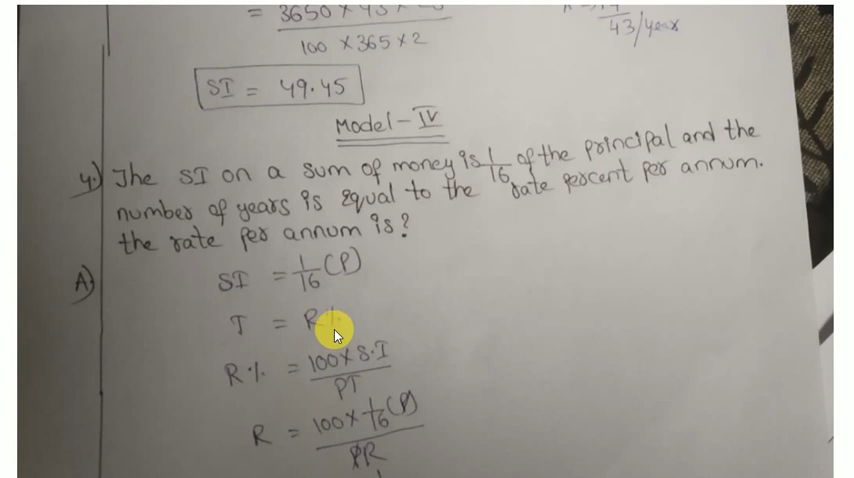 = 3650 × 43 ×
100 × 365 × 2
43/year
SI = 49.45
Model - IV
4.) The SI on a sum of money is 1/16 of the principal and the
number of years is equal to the rate percent per annum.
the rate per annum is?
A) SI = 1/16 (P)
T = R%
R% = 100 × S.I / PT
R = 100 × 1/16 (P) / PR